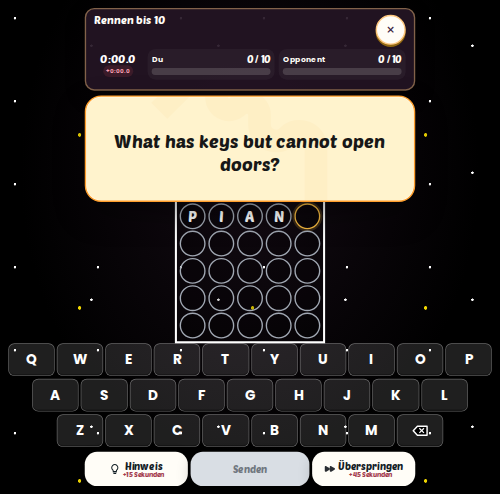 Rennen bis 10
×
0:00.0
+0:00.0
Du 0/10
Opponent 0/10
What has keys but cannot open
doors?
P I A N
Q W E R T Y U I O P
A S D F G H J K L
Z X C V B N M
Hinweis
+15 Sekunden
Senden
Überspringen
+45 Sekunden